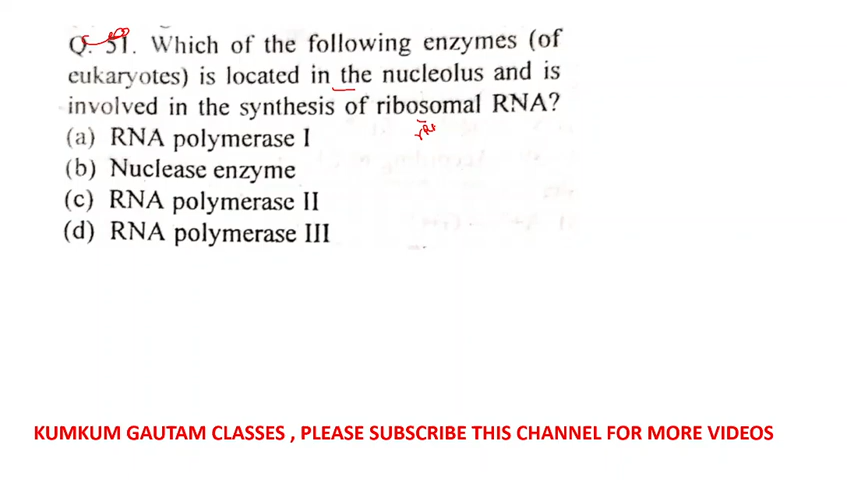 Q. 51. Which of the following enzymes (of
eukaryotes) is located in the nucleolus and is
involved in the synthesis of ribosomal RNA?
(a) RNA polymerase I
(b) Nuclease enzyme
(c) RNA polymerase II
(d) RNA polymerase III
KUMKUM GAUTAM CLASSES , PLEASE SUBSCRIBE THIS CHANNEL FOR MORE VIDEOS